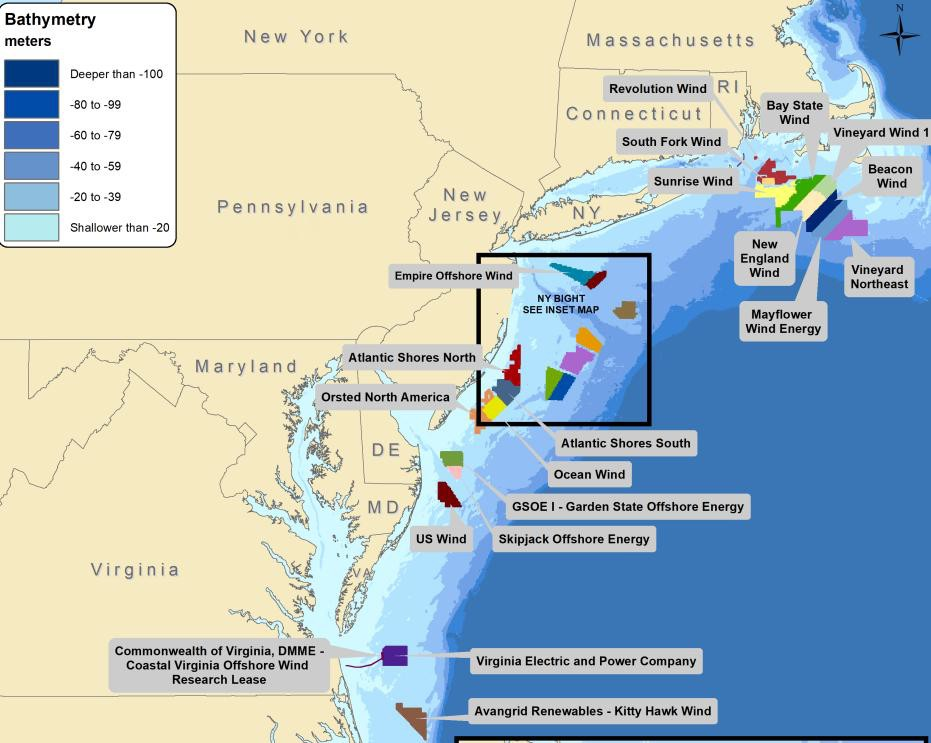 Bathymetry
meters
Deeper than -100
-80 to -99
-60 to -79
-40 to -59
-20 to -39
Shallower than -20
N
New York
Massachusetts
Revolution Wind
RI
Connecticut
Bay State
Wind
Vineyard Wind 1
South Fork Wind
Beacon
Wind
Sunrise Wind
Pennsylvania
New
Jersey
NY
New
England
Wind
Vineyard
Northeast
Empire Offshore Wind
NY BIGHT
SEE INSET MAP
Mayflower
Wind Energy
Atlantic Shores North
Maryland
Orsted North America
Atlantic Shores South
DE
Ocean Wind
GSOE I - Garden State Offshore Energy
MD
US Wind
Skipjack Offshore Energy
Virginia
VA
Commonwealth of Virginia, DMME -
Coastal Virginia Offshore Wind
Research Lease
Virginia Electric and Power Company
Avangrid Renewables - Kitty Hawk Wind